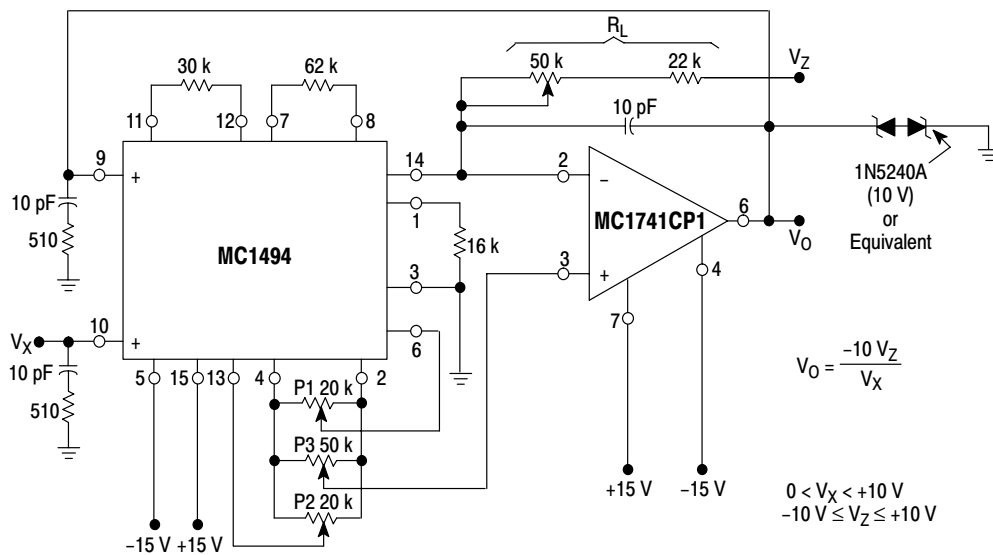 R_L
30 k
62 k
50 k
22 k
V_Z
11
12
7
8
10 pF
9
+
14
2
–
1N5240A
(10 V)
or
Equivalent
10 pF
510
1
MC1494
16 k
MC1741CP1
6
V_O
3
3
+
4
V_X
10
+
6
7
10 pF
510
5
15
13
4
2
P1 20 k
P3 50 k
P2 20 k
V_O = –10 V_Z / V_X
+15 V
–15 V
0 < V_X < +10 V
–10 V ≤ V_Z ≤ +10 V
–15 V
+15 V